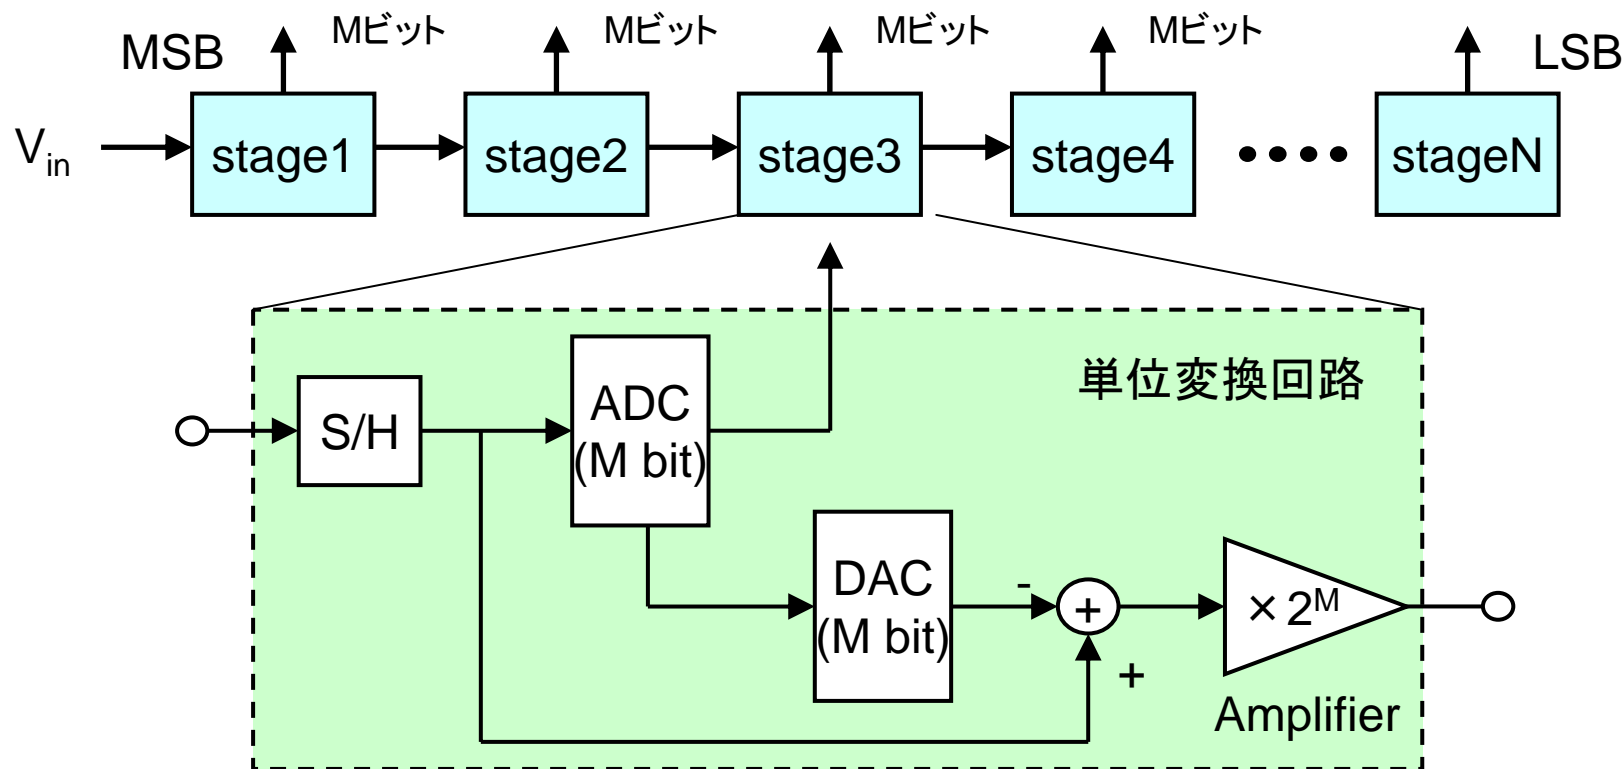 MSB
Mビット
Mビット
Mビット
Mビット
LSB
Vin
stage1
stage2
stage3
stage4
stageN
単位変換回路
S/H
ADC
(M bit)
DAC
(M bit)
-
+
+
×2^M
Amplifier